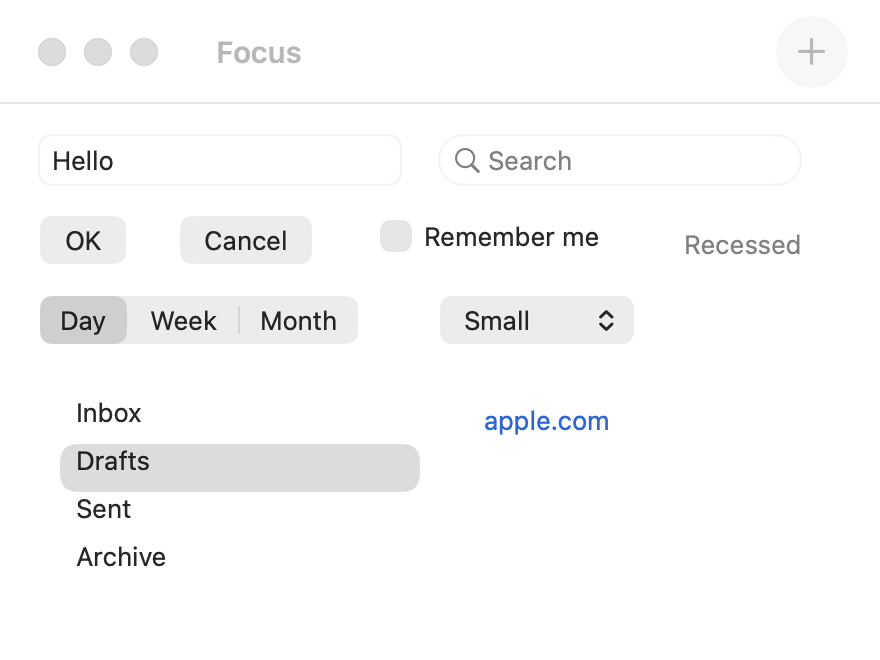 Focus
Hello
Search
OK
Cancel
Remember me
Recessed
Day
Week
Month
Small
Inbox
apple.com
Drafts
Sent
Archive